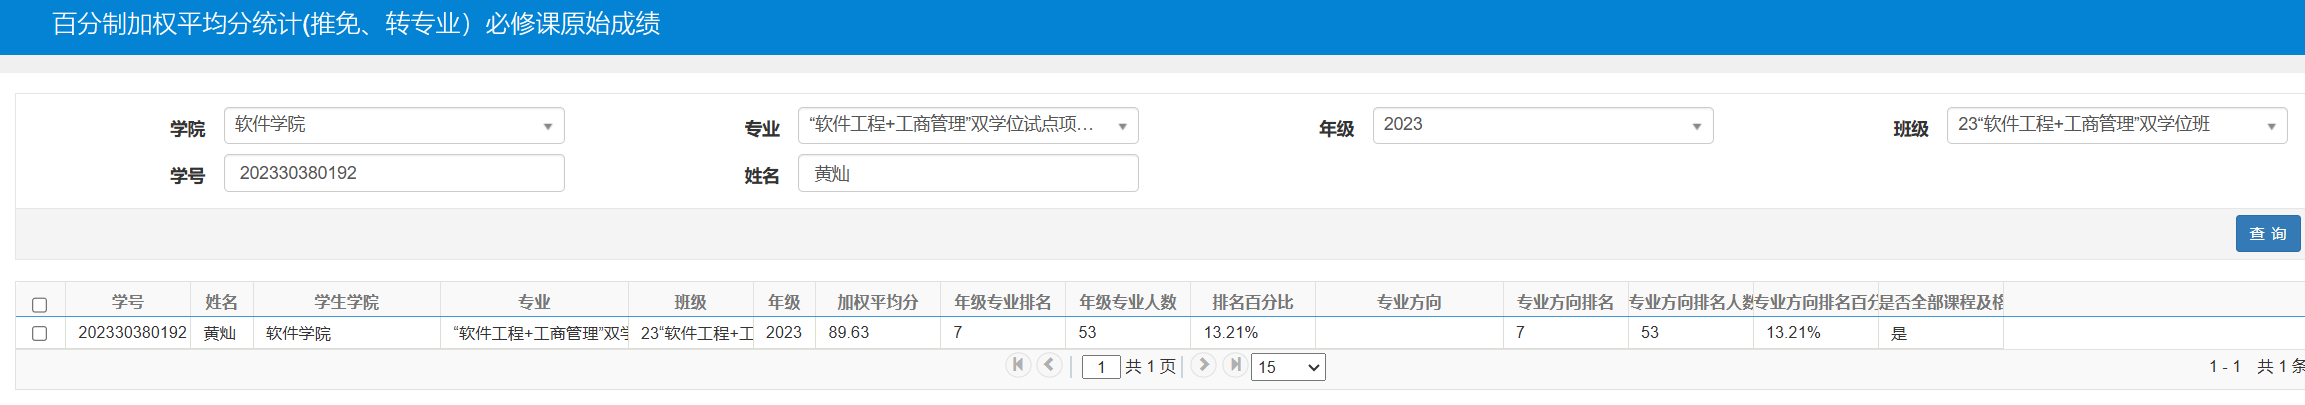 百分制加权平均分统计(推免、转专业）必修课原始成绩
学院 软件学院 专业 “软件工程+工商管理”双学位试点项... 年级 2023 班级 23“软件工程+工商管理”双学位班
学号 202330380192 姓名 黄灿
查 询
学号 姓名 学生学院 专业 班级 年级 加权平均分 年级专业排名 年级专业人数 排名百分比 专业方向 专业方向排名 专业方向排名人数 专业方向排名百分 是否全部课程及格
202330380192 黄灿 软件学院 “软件工程+工商管理”双学 23“软件工程+工 2023 89.63 7 53 13.21% 7 53 13.21% 是
1 共 1 页 15 1 - 1 共 1 条